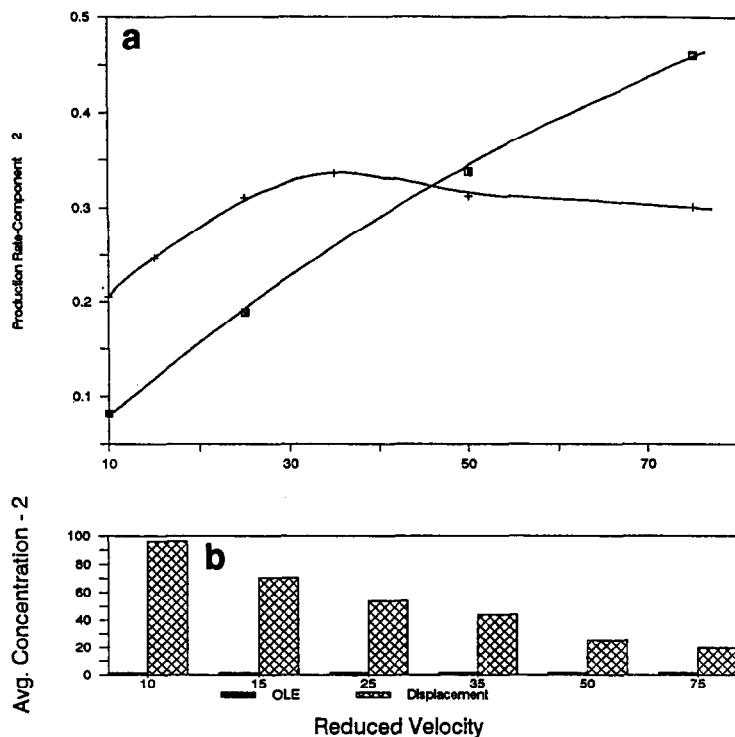 a
0.5
0.4
0.3
0.2
0.1
Production Rate-Component 2
10 30 50 70
b
100
80
60
40
20
0
Avg. Concentration - 2
10 15 25 35 50 75
OLE Displacement
Reduced Velocity